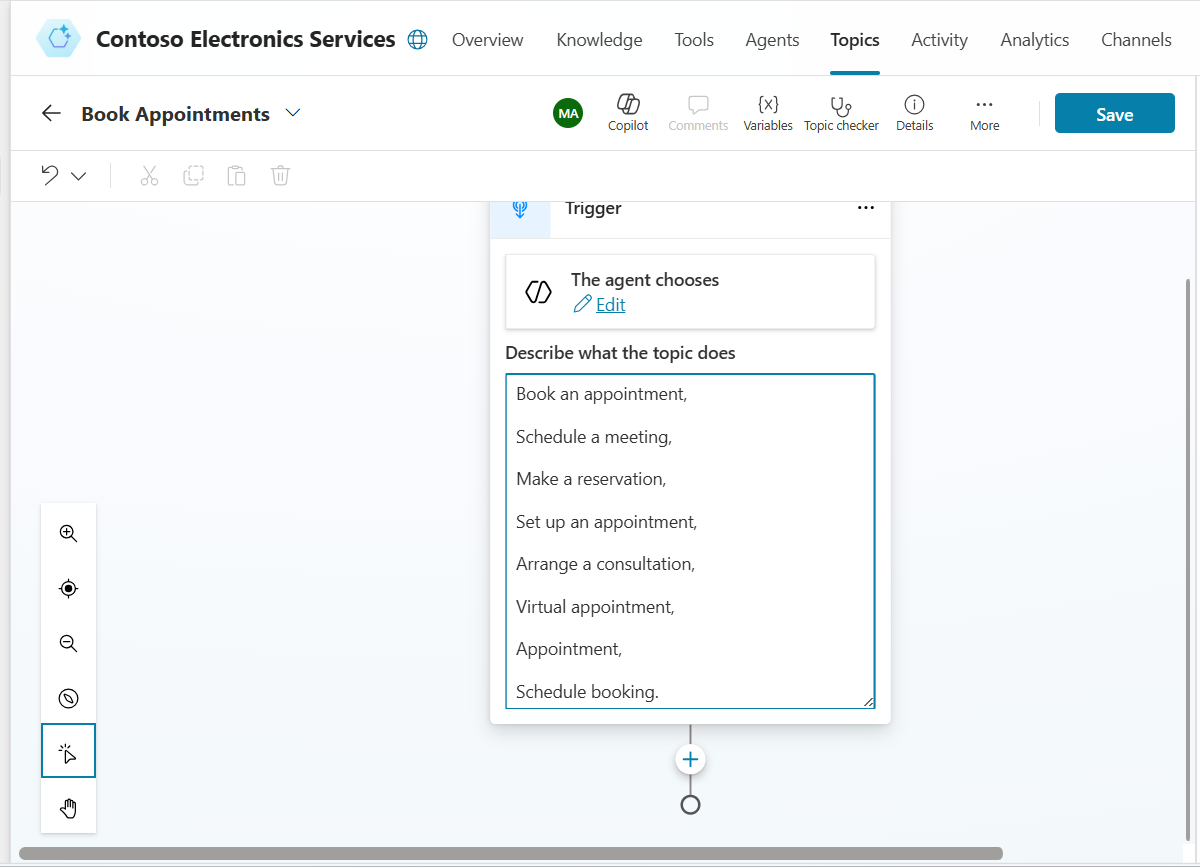 Contoso Electronics Services
Overview
Knowledge
Tools
Agents
Topics
Activity
Analytics
Channels
Book Appointments
MA
Copilot
Comments
{x}
Variables
Topic checker
Details
More
Save
Trigger
The agent chooses
Edit
Describe what the topic does
Book an appointment,
Schedule a meeting,
Make a reservation,
Set up an appointment,
Arrange a consultation,
Virtual appointment,
Appointment,
Schedule booking.